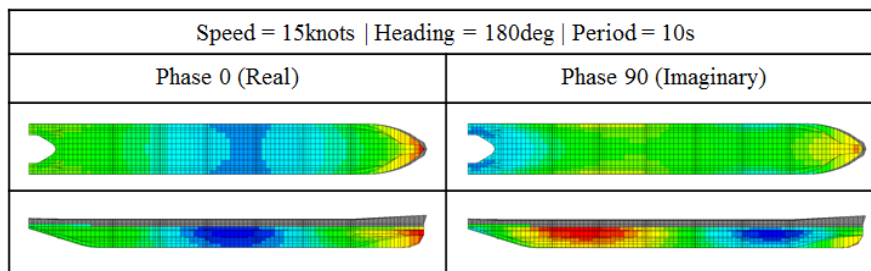 Speed = 15knots | Heading = 180deg | Period = 10s
Phase 0 (Real)
Phase 90 (Imaginary)